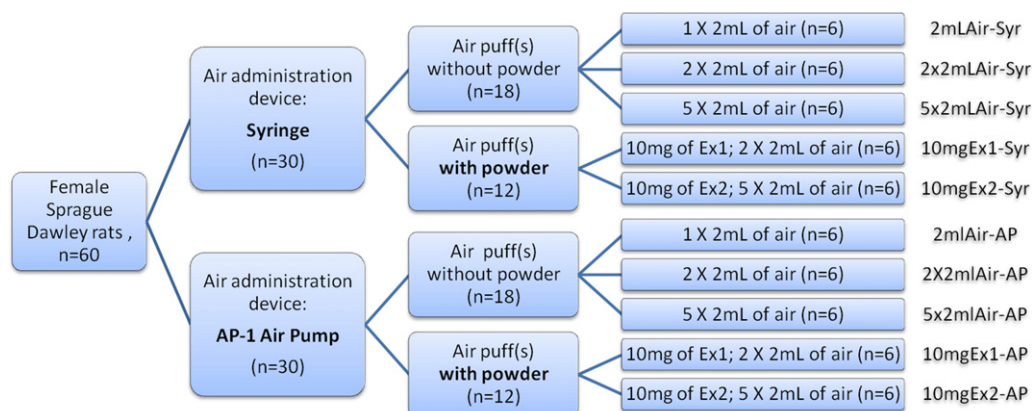 Female
Sprague
Dawley rats ,
n=60
Air administration
device:
Syringe
(n=30)
Air administration
device:
AP-1 Air Pump
(n=30)
Air puff(s)
without powder
(n=18)
Air puff(s)
with powder
(n=12)
Air  puff(s)
without powder
(n=18)
Air puff(s)
with powder
(n=12)
1 X 2mL of air (n=6)
2mLAir-Syr
2 X 2mL of air (n=6)
2x2mLAir-Syr
5 X 2mL of air (n=6)
5x2mLAir-Syr
10mg of Ex1; 2 X 2mL of air (n=6)
10mgEx1-Syr
10mg of Ex2; 5 X 2mL of air (n=6)
10mgEx2-Syr
1 X 2mL of air (n=6)
2mlAir-AP
2 X 2mL of air (n=6)
2X2mlAir-AP
5 X 2mL of air (n=6)
5x2mlAir-AP
10mg of Ex1; 2 X 2mL of air (n=6)
10mgEx1-AP
10mg of Ex2; 5 X 2mL of air (n=6)
10mgEx2-AP